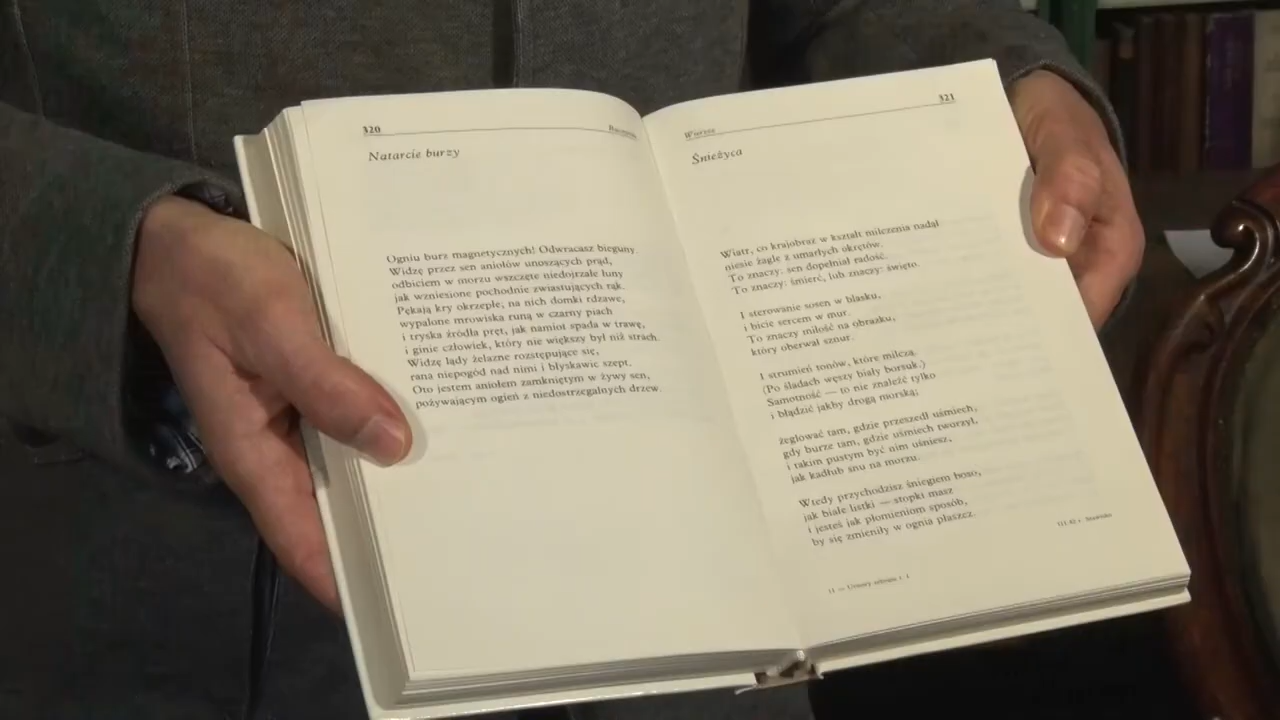 320
Natarcie burzy
Ogniu burz magnetycznych! Odwracasz bieguny.
Widzę przez sen aniołów unoszących prąd,
odbiciem w morzu wszczęte niedojrzałe łuny
jak wzniesione pochodnie zwiastujących rąk.
Pękają kry okrzepłe, na nich domki rdzawe,
wypalone mrowiska runą w czarny piach
i tryska źródła pręt, jak namiot spada w trawę,
i ginie człowiek, który nie większy był niż strach.
Widzę lądy żelazne rozstępujące się,
rana niepogód nad nimi i błyskawic szept.
Oto jestem aniołem zamkniętym w żywy sen,
pożywającym ogień z niedostrzegalnych drzew.
Wiersze
321
Śnieżyca
Wiatr, co krajobraz w kształt milczenia nadął
niesie żagle z umarłych okrętów.
To znaczy: sen dopełniał radość.
To znaczy: śmierć, lub znaczy: święto.
I sterowanie sosen w blasku,
i bicie sercem w mur.
To znaczy miłość na obrazku,
który oberwał sznur.
I strumień tonów, które milczą.
(Po śladach węszy biały borsuk.)
Samotność — to nie znaleźć tylko
i błądzić jakby drogą morską;
żeglować tam, gdzie przeszedł uśmiech,
gdy burze tam, gdzie uśmiech tworzył,
i takim pustym być nim uśniesz,
jak kadłub snu na morzu.
Wtedy przychodzisz śniegiem boso,
jak białe listki — stopki masz
i jesteś jak płomieniom sposób,
by się zmieniły w ognia płaszcz.
11 — Utwory zebrane t. 1